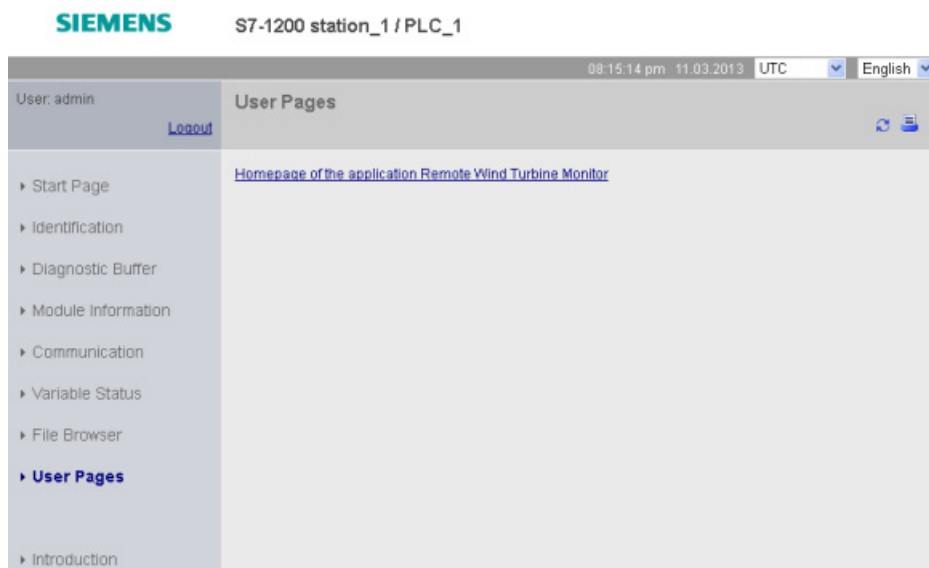 SIEMENS
S7-1200 station_1 / PLC_1
08:15:14 pm 11.03.2013 UTC English
User: admin
Logout
User Pages
Homepage of the application Remote Wind Turbine Monitor
Start Page
Identification
Diagnostic Buffer
Module Information
Communication
Variable Status
File Browser
User Pages
Introduction